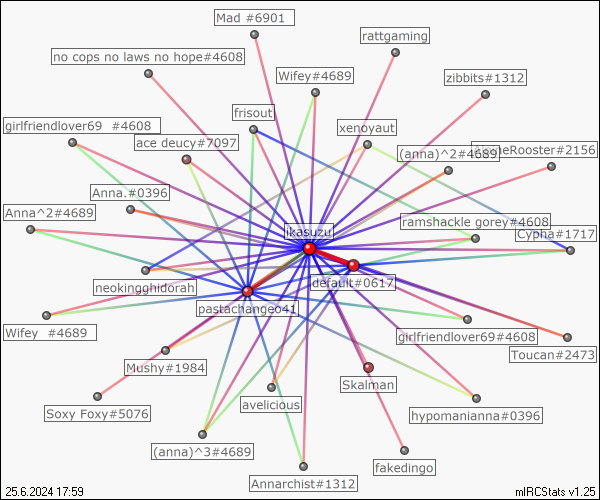 Mad #6901
rattgaming
no cops no laws no hope#4608
Wifey#4689
zibbits#1312
frisout
girlfriendlover69 #4608
xenoyaut
ace deucy#7097
(anna)^2#4689
Rooster#2156
Anna.#0396
Anna^2#4689
ramshackle gorey#4608
ikasuzu
Cypha#1717
neokingghidorah
default#0617
pastachange641
Wifey #4689
girlfriendlover69#4608
Toucan#2473
Mushy#1984
Skalman
Soxy Foxy#5076
avelicious
hypomanianna#0396
(anna)^3#4689
fakedingo
Annarchist#1312
25.6.2024 17:59
mIRCStats v1.25